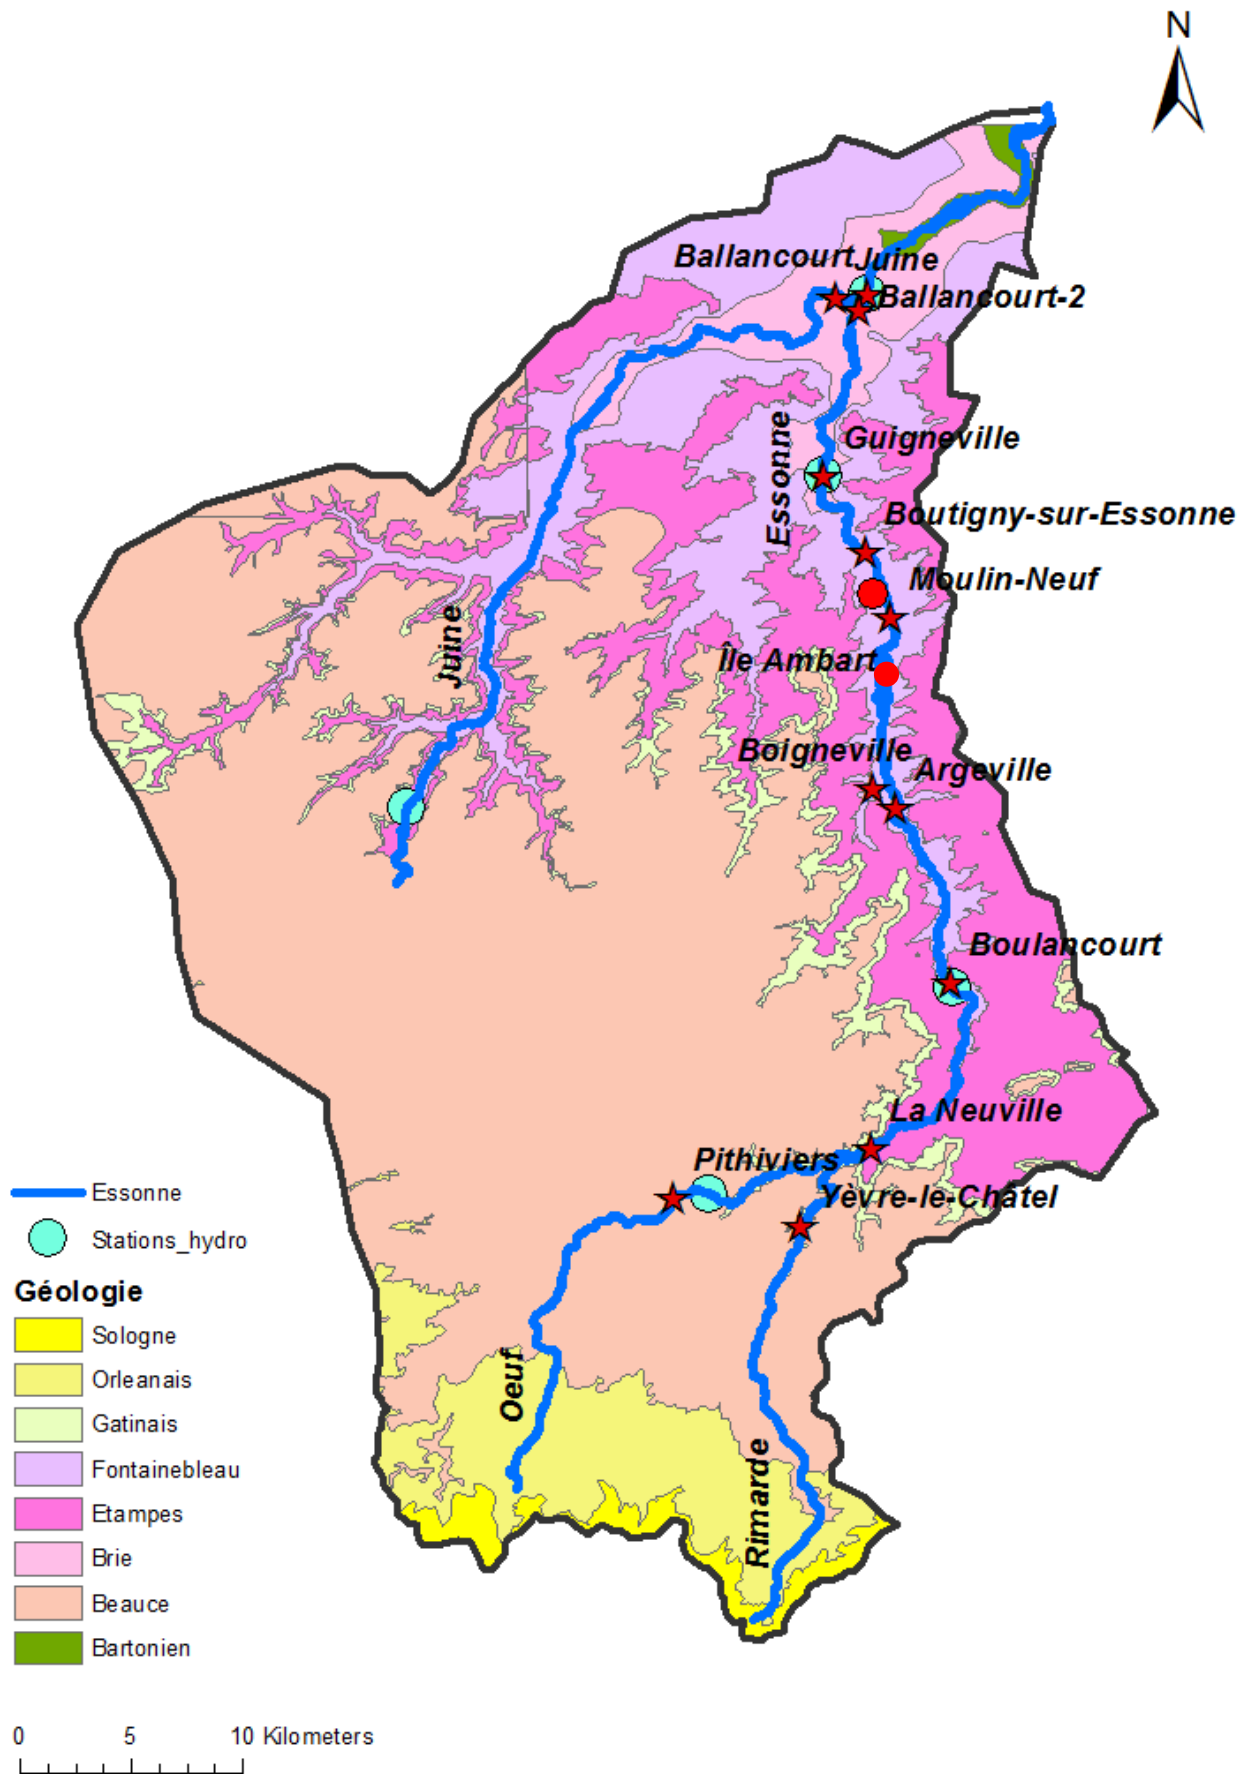 N
Ballancourt
Juine
Ballancourt-2
Essonne
Guigneville
Boutigny-sur-Essonne
Moulin-Neuf
Juine
Île Ambart
Boigneville
Argeville
Boulancourt
La Neuville
Pithiviers
Yèvre-le-Châtel
Oeuf
Rimarde
Essonne
Stations_hydro
Géologie
Sologne
Orleanais
Gatinais
Fontainebleau
Etampes
Brie
Beauce
Bartonien
0 5 10 Kilometers